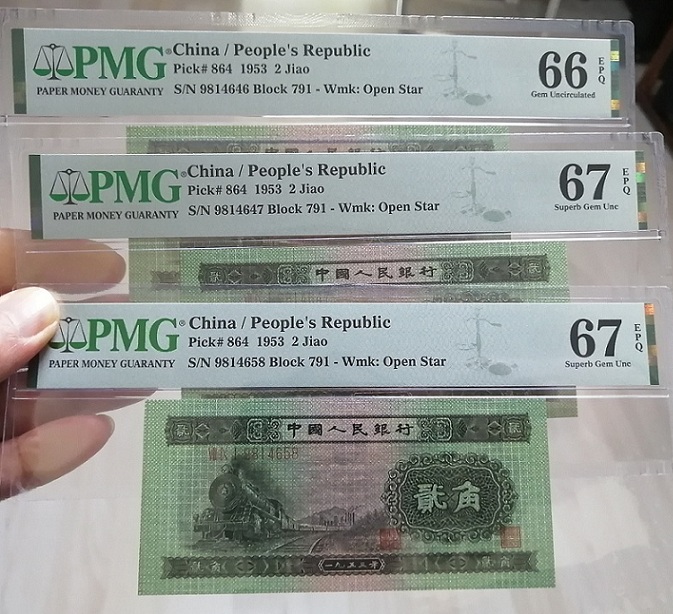 PMG® China / People's Republic
Pick# 864 1953 2 Jiao
PAPER MONEY GUARANTY S/N 9814646 Block 791 - Wmk: Open Star
66 EPQ
Gem Uncirculated
PMG® China / People's Republic
Pick# 864 1953 2 Jiao
PAPER MONEY GUARANTY S/N 9814647 Block 791 - Wmk: Open Star
67 EPQ
Superb Gem Unc
中國人民銀行
PMG® China / People's Republic
Pick# 864 1953 2 Jiao
PAPER MONEY GUARANTY S/N 9814658 Block 791 - Wmk: Open Star
67 EPQ
Superb Gem Unc
貳 中國人民銀行 貳
9814658
貳角
一九五三年